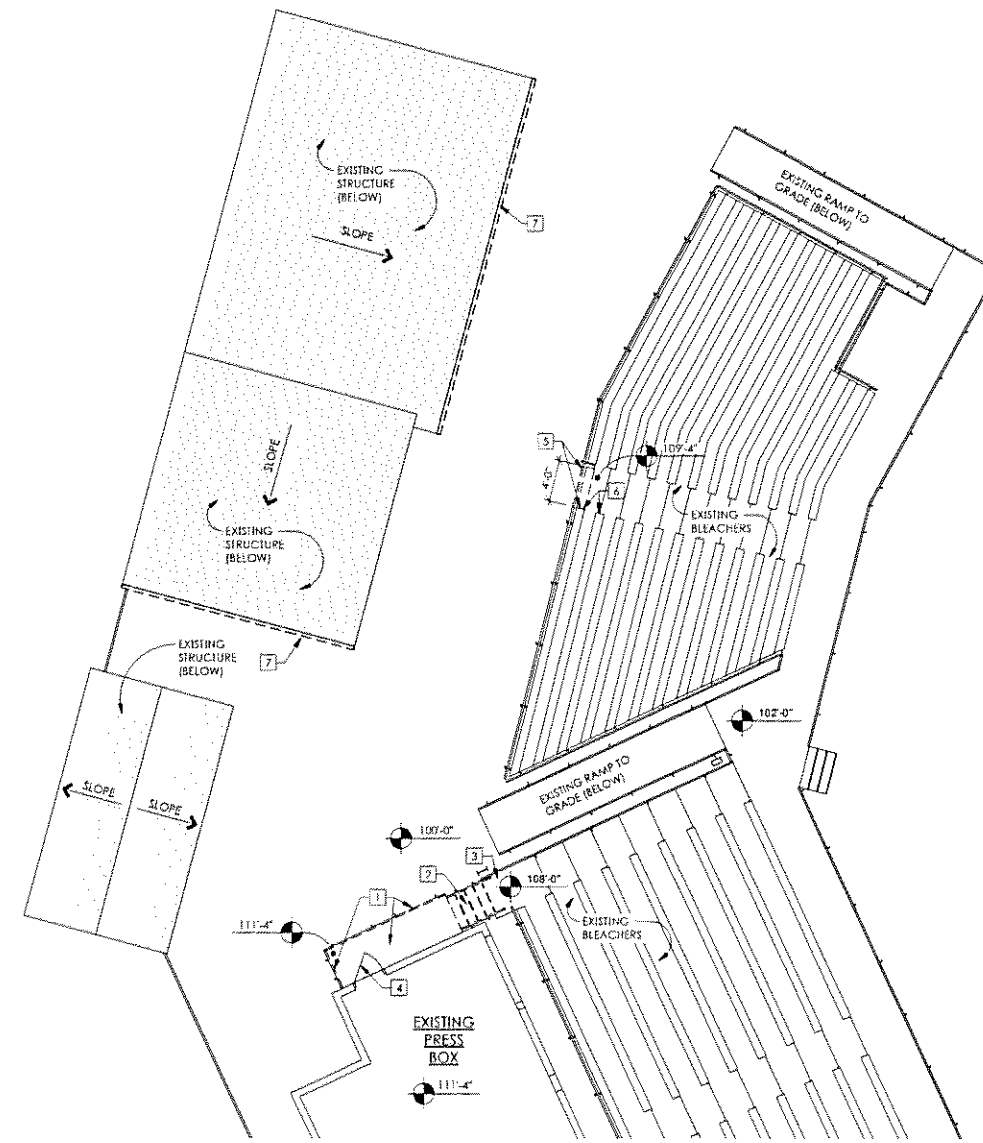 EXISTING
STRUCTURE
(BELOW)
SLOPE
7
EXISTING RAMP TO
GRADE (BELOW)
5
109'-4"
4'-0"
6
SLOPE
EXISTING
BLEACHERS
EXISTING
STRUCTURE
(BELOW)
7
EXISTING
STRUCTURE
(BELOW)
102'-0"
EXISTING RAMP TO
GRADE (BELOW)
SLOPE
SLOPE
100'-0"
3
2
108'-0"
1
111'-4"
EXISTING
BLEACHERS
4
EXISTING
PRESS
BOX
111'-4"